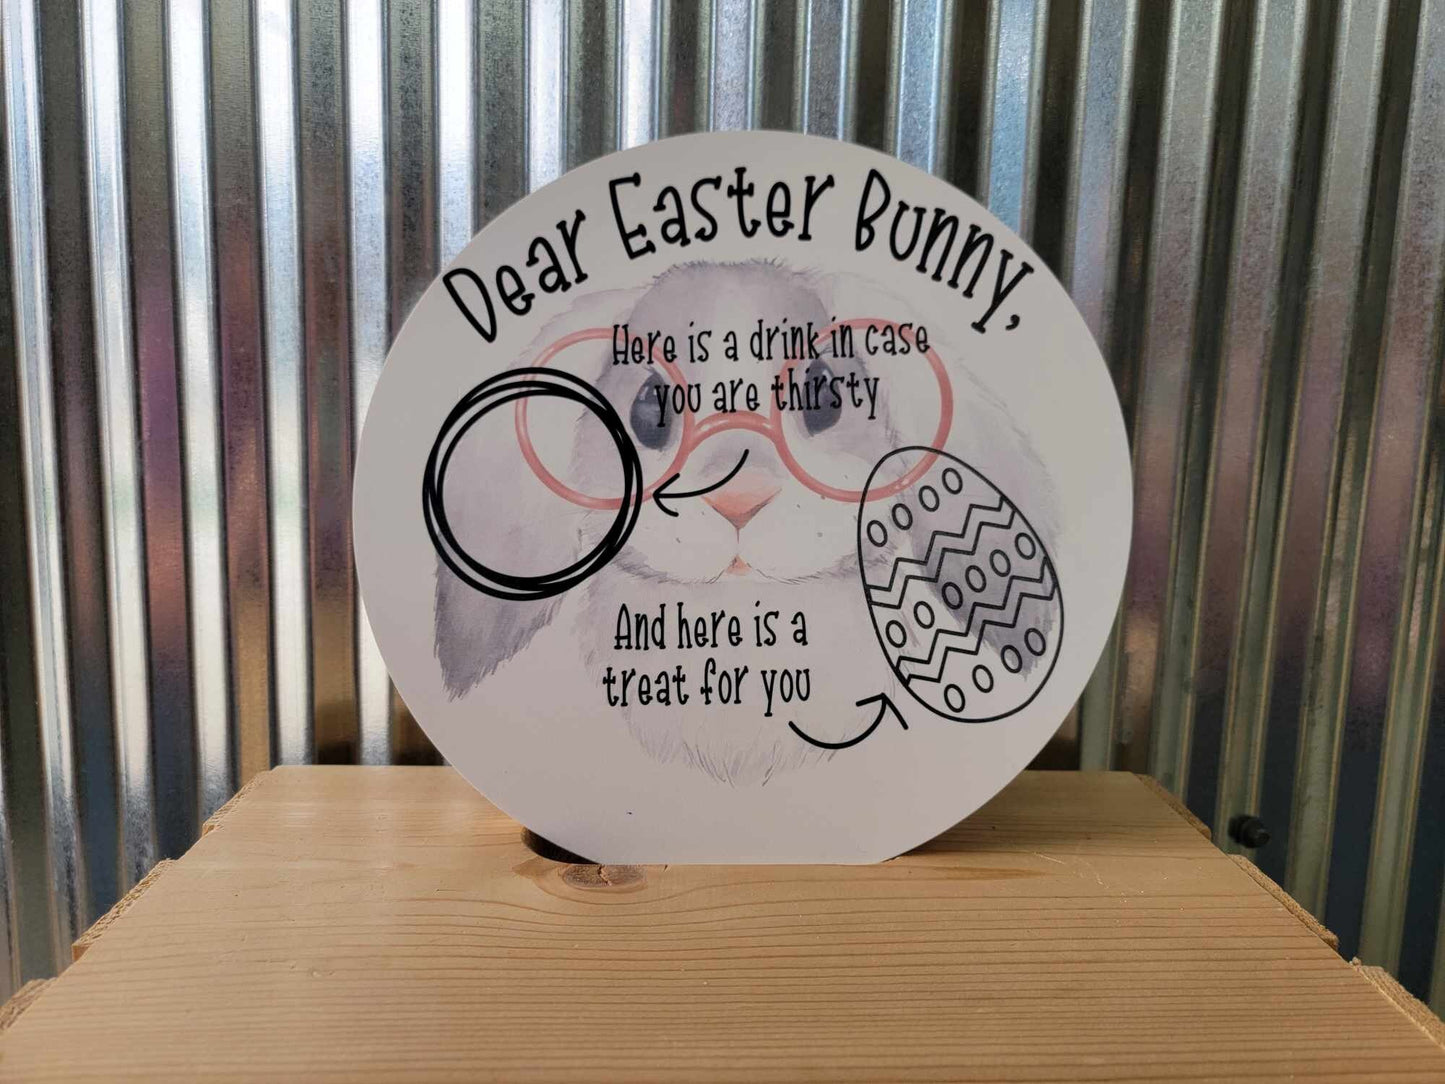 Dear Easter Bunny,
Here is a drink in case
you are thirsty
And here is a
treat for you